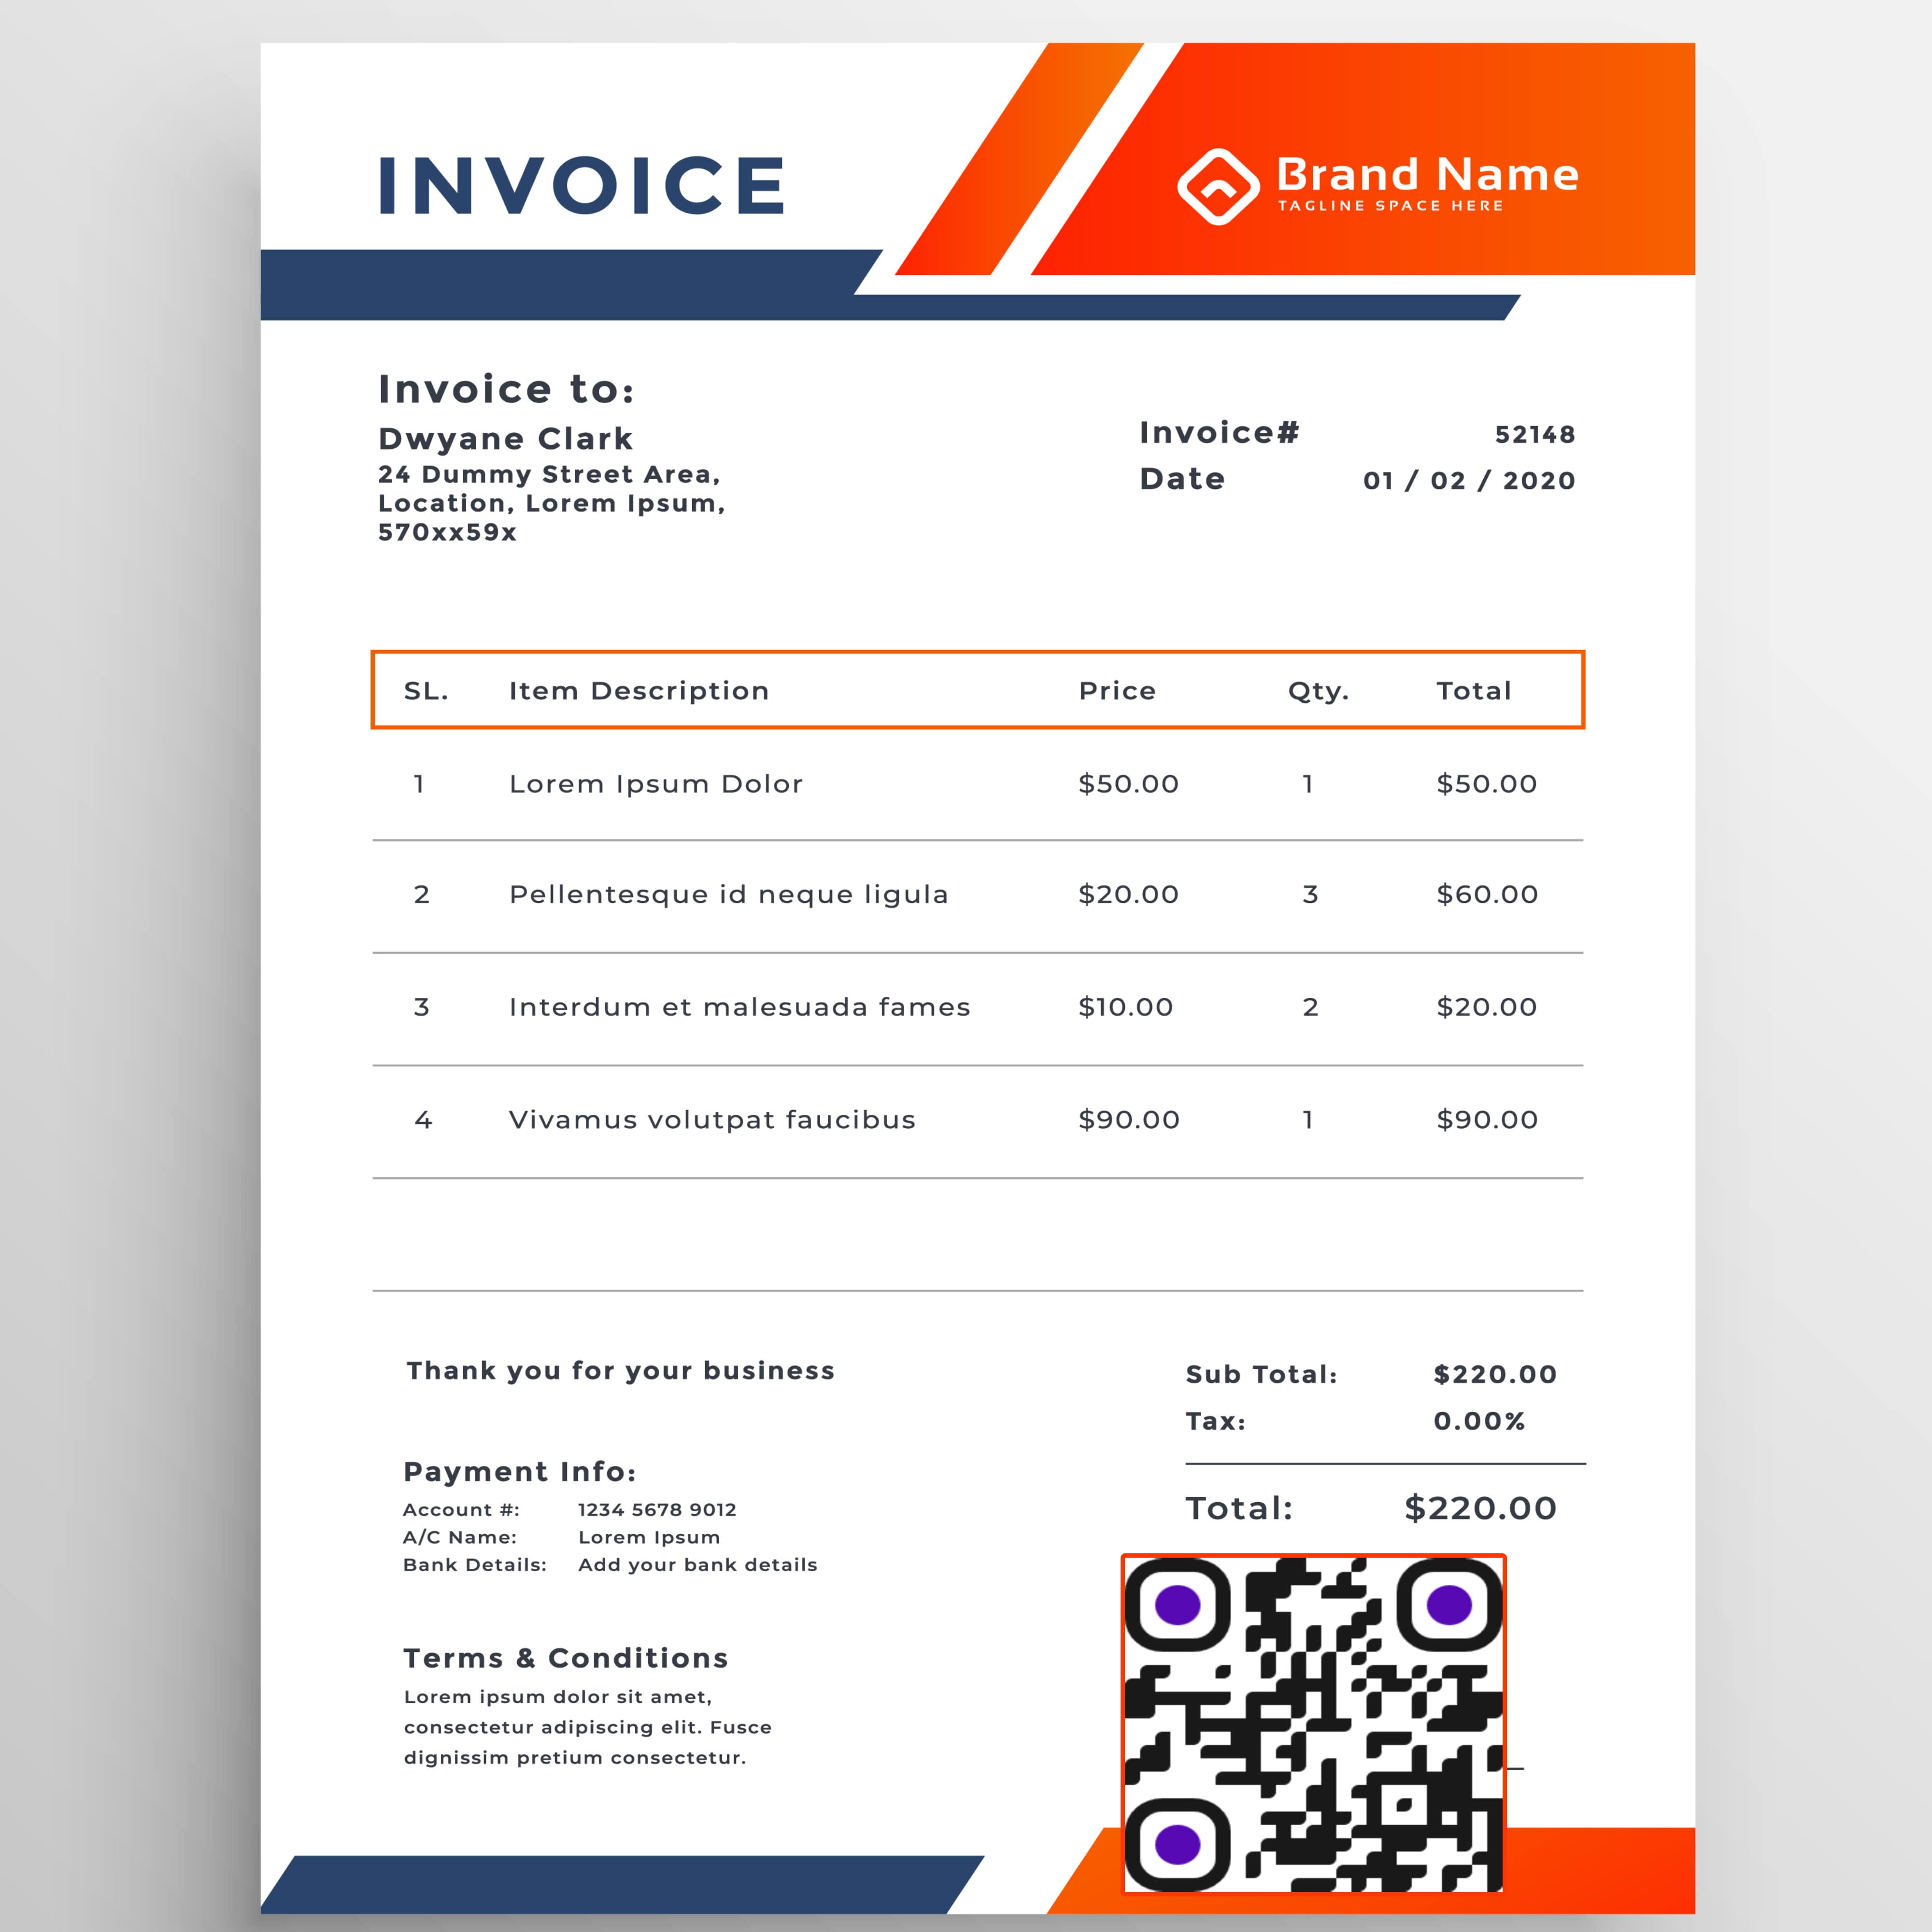 INVOICE
Brand Name
TAGLINE SPACE HERE
Invoice to:
Dwyane Clark
24 Dummy Street Area,
Location, Lorem Ipsum,
570xx59x
Invoice# 52148
Date 01 / 02 / 2020
SL. Item Description Price Qty. Total
1 Lorem Ipsum Dolor $50.00 1 $50.00
2 Pellentesque id neque ligula $20.00 3 $60.00
3 Interdum et malesuada fames $10.00 2 $20.00
4 Vivamus volutpat faucibus $90.00 1 $90.00
Thank you for your business
Sub Total: $220.00
Tax: 0.00%
Total: $220.00
Payment Info:
Account #: 1234 5678 9012
A/C Name: Lorem Ipsum
Bank Details: Add your bank details
Terms & Conditions
Lorem ipsum dolor sit amet,
consectetur adipiscing elit. Fusce
dignissim pretium consectetur.